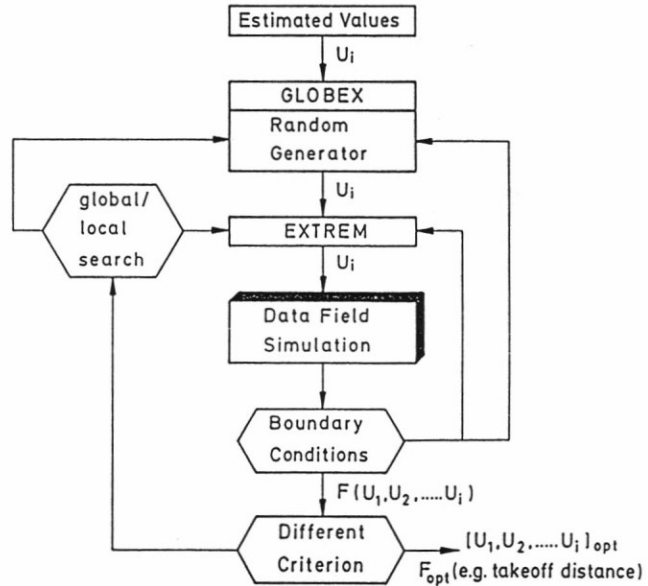 Estimated Values
Ui
GLOBEX
Random
Generator
Ui
global/
local
search
EXTREM
Ui
Data Field
Simulation
Boundary
Conditions
F(U1,U2,.....Ui)
Different
Criterion
[U1,U2,.....Ui]opt
Fopt(e.g. takeoff distance)